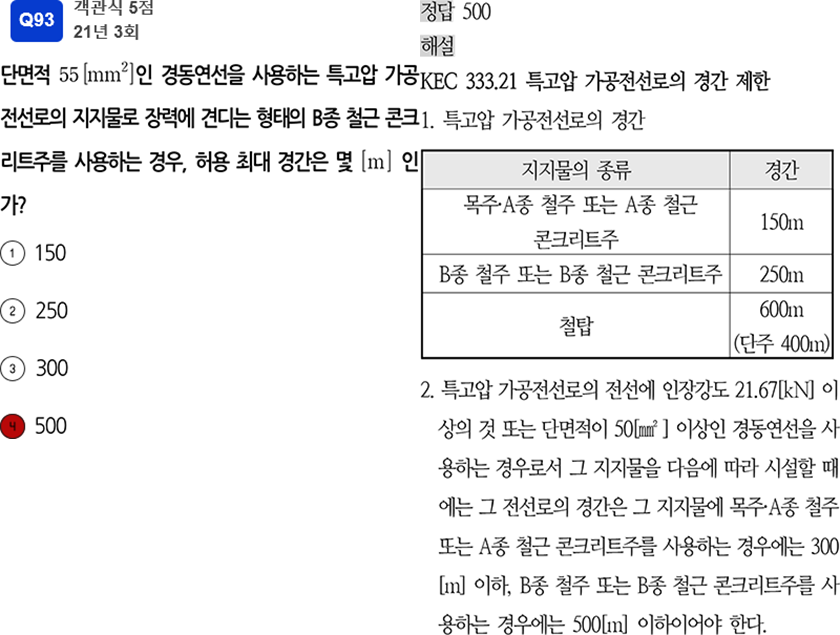 Q93
객관식 5점
21년 3회
단면적 55[mm²]인 경동연선을 사용하는 특고압 가공
전선로의 지지물로 장력에 견디는 형태의 B종 철근 콘크
리트주를 사용하는 경우, 허용 최대 경간은 몇 [m] 인
가?
1 150
2 250
3 300
4 500
정답 500
해설
KEC 333.21 특고압 가공전선로의 경간 제한
1. 특고압 가공전선로의 경간
지지물의 종류 경간
목주·A종 철주 또는 A종 철근
콘크리트주 150m
B종 철주 또는 B종 철근 콘크리트주 250m
철탑 600m
(단주 400m)
2. 특고압 가공전선로의 전선에 인장강도 21.67[kN] 이
상의 것 또는 단면적이 50[㎟] 이상인 경동연선을 사
용하는 경우로서 그 지지물을 다음에 따라 시설할 때
에는 그 전선로의 경간은 그 지지물에 목주·A종 철주
또는 A종 철근 콘크리트주를 사용하는 경우에는 300
[m] 이하, B종 철주 또는 B종 철근 콘크리트주를 사
용하는 경우에는 500[m] 이하이어야 한다.